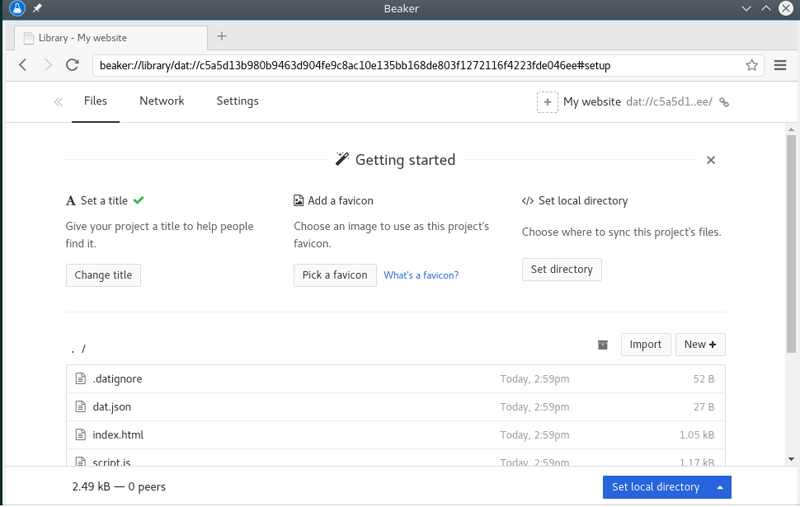 Beaker
Library - My website
beaker://library/dat://c5a5d13b980b9463d904fe9c8ac10e135bb168de803f1272116f4223fde046ee#setup
Files Network Settings My website dat://c5a5d1..ee/
Getting started
Set a title
Give your project a title to help people
find it.
Change title
Add a favicon
Choose an image to use as this project's
favicon.
Pick a favicon What's a favicon?
</> Set local directory
Choose where to sync this project's files.
Set directory
. /
Import New +
.datignore Today, 2:59pm 52 B
dat.json Today, 2:59pm 27 B
index.html Today, 2:59pm 1.05 kB
script.js Today, 2:59pm 1.17 kB
2.49 kB — 0 peers
Set local directory